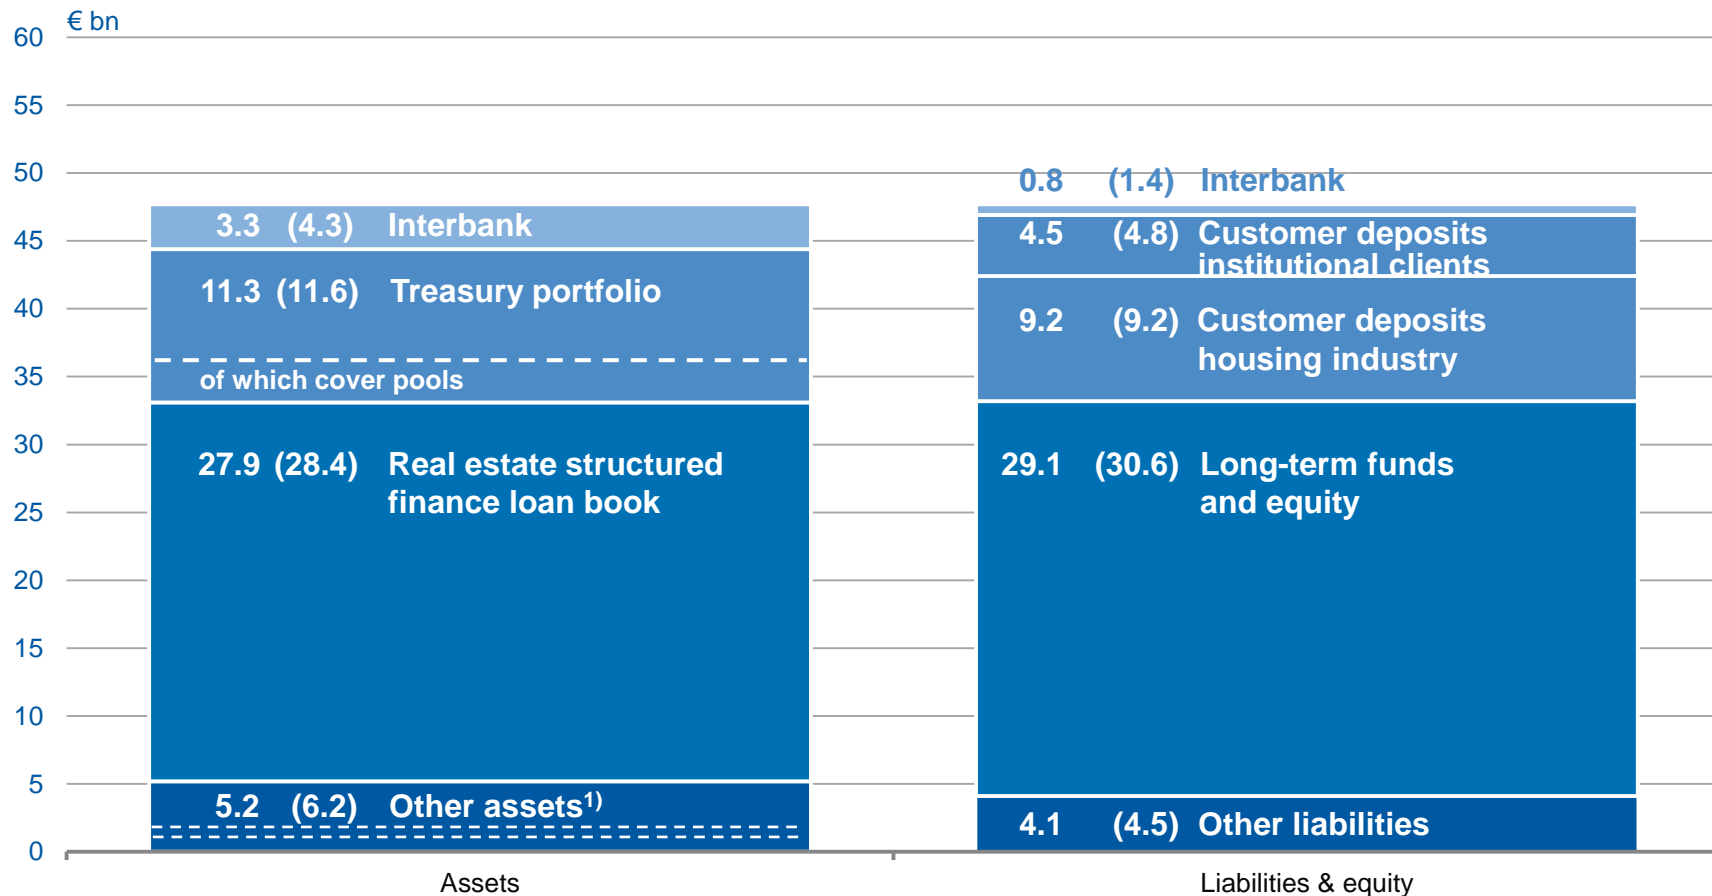 € bn
60
55
50
45
40
35
30
25
20
15
10
5
0
3.3 (4.3) Interbank
11.3 (11.6) Treasury portfolio
of which cover pools
27.9 (28.4) Real estate structured
finance loan book
5.2 (6.2) Other assets1)
Assets
0.8 (1.4) Interbank
4.5 (4.8) Customer deposits
institutional clients
9.2 (9.2) Customer deposits
housing industry
29.1 (30.6) Long-term funds
and equity
4.1 (4.5) Other liabilities
Liabilities & equity